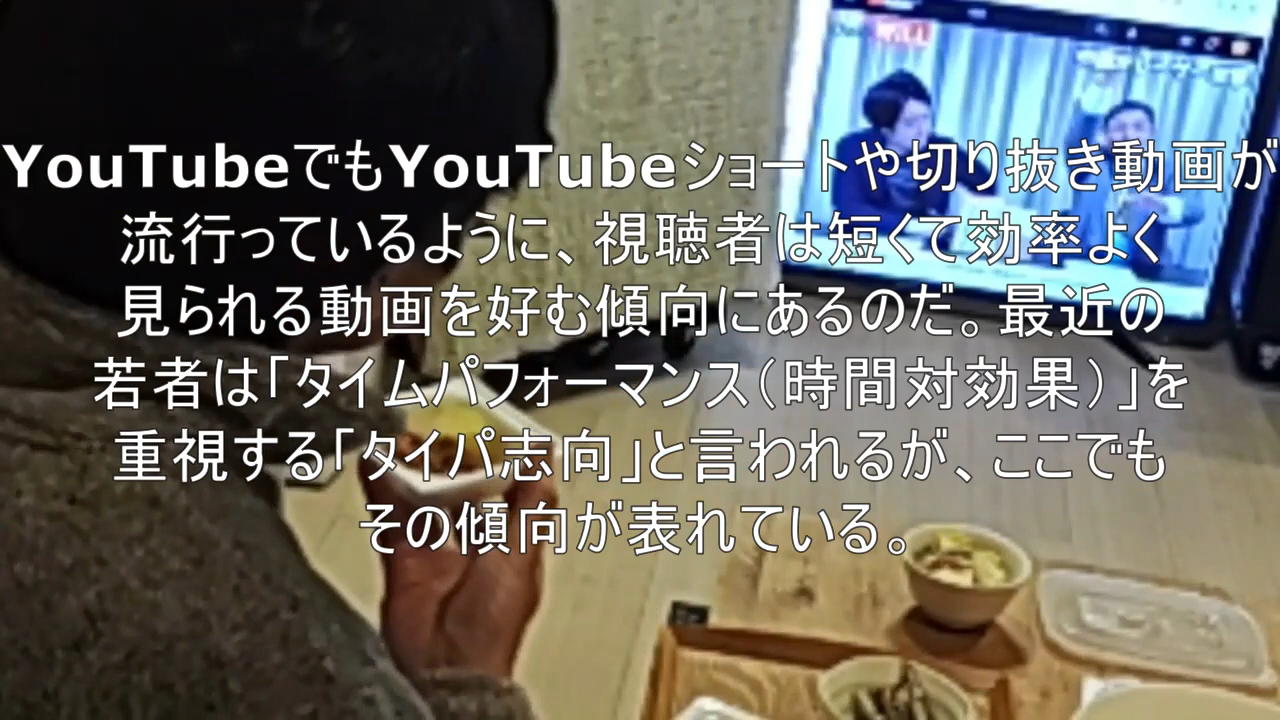 YouTubeでもYouTubeショートや切り抜き動画が
流行っているように、視聴者は短くて効率よく
見られる動画を好む傾向にあるのだ。最近の
若者は「タイムパフォーマンス（時間対効果）」を
重視する「タイパ志向」と言われるが、ここでも
その傾向が表れている。